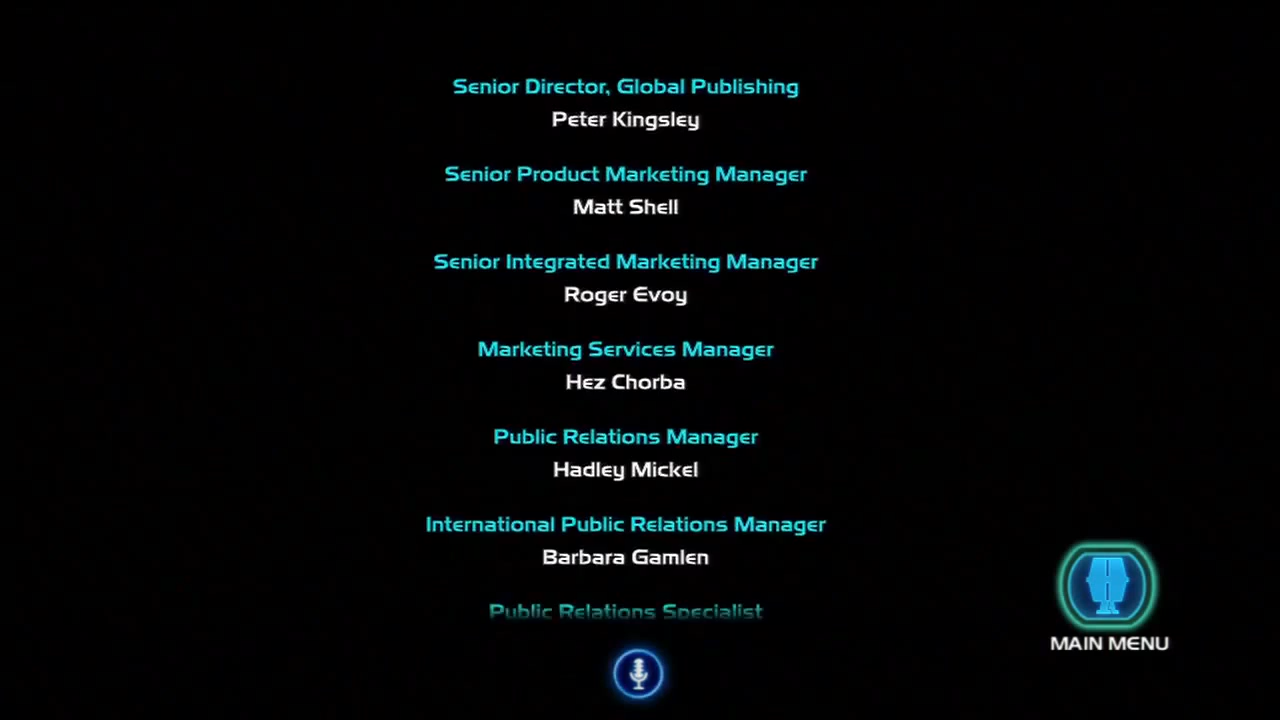 Senior Director, Global Publishing
Peter Kingsley
Senior Product Marketing Manager
Matt Shell
Senior Integrated Marketing Manager
Roger Evoy
Marketing Services Manager
Hez Chorba
Public Relations Manager
Hadley Mickel
International Public Relations Manager
Barbara Gamlen
Public Relations Specialist
MAIN MENU